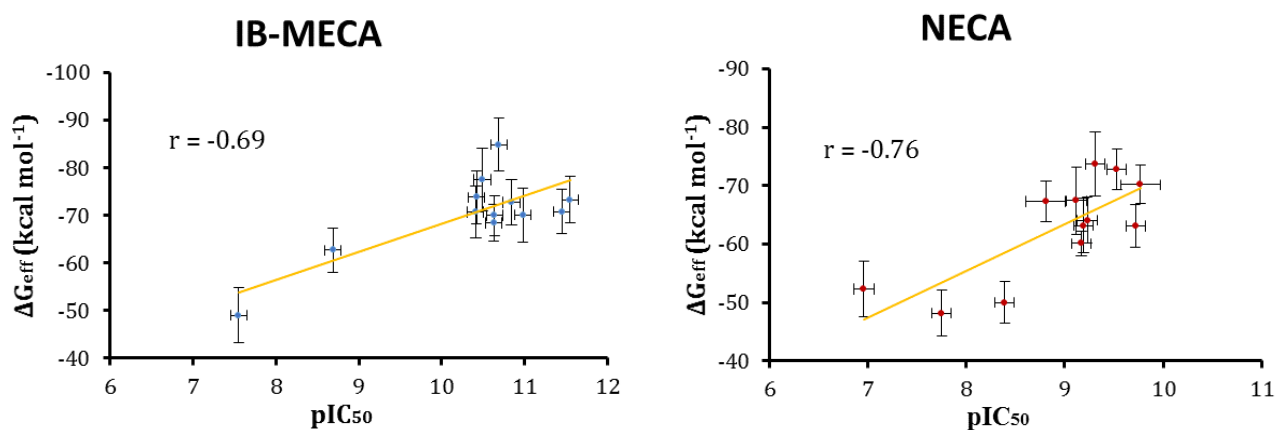 IB-MECA
-100
-90
-80
-70
-60
-50
-40
ΔGeff (kcal mol-1)
r = -0.69
6 7 8 9 10 11 12
pIC50
NECA
-90
-80
-70
-60
-50
-40
ΔGeff (kcal mol-1)
r = -0.76
6 7 8 9 10 11
pIC50